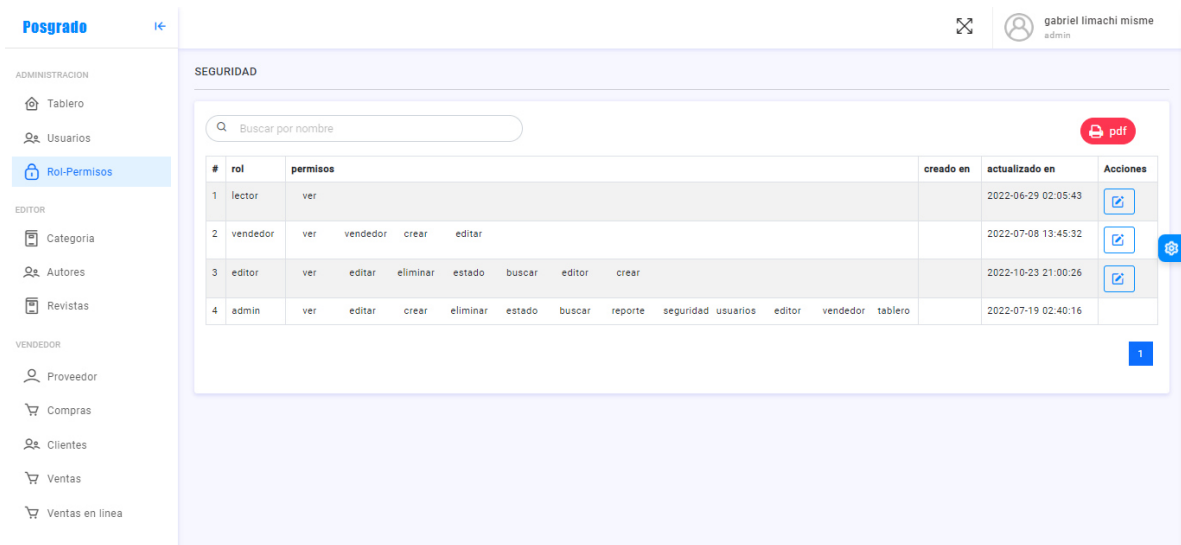 Posgrado
gabriel limachi misme
admin
ADMINISTRACION
Tablero
Usuarios
Rol-Permisos
EDITOR
Categoria
Autores
Revistas
VENDEDOR
Proveedor
Compras
Clientes
Ventas
Ventas en linea
SEGURIDAD
Buscar por nombre
pdf
# rol permisos creado en actualizado en Acciones
1 lector ver 2022-06-29 02:05:43
2 vendedor ver vendedor crear editar 2022-07-08 13:45:32
3 editor ver editar eliminar estado buscar editor crear 2022-10-23 21:00:26
4 admin ver editar crear eliminar estado buscar reporte seguridad usuarios editor vendedor tablero 2022-07-19 02:40:16
1